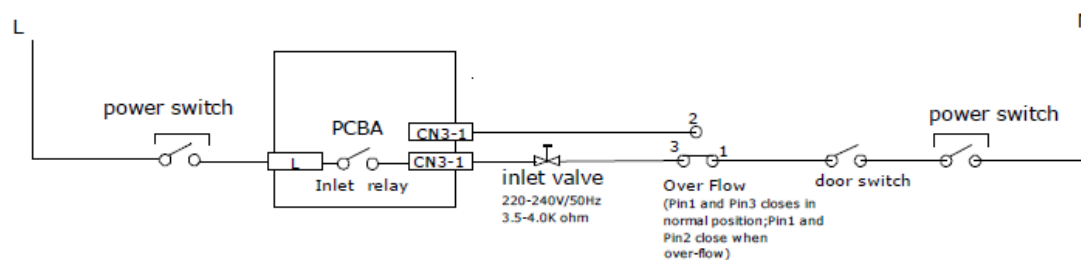 L
N
power switch
PCBA
power switch
CN3-1
2
L
CN3-1
3
1
Inlet relay
inlet valve
220-240V/50Hz
3.5-4.0K ohm
Over Flow
(Pin1 and Pin3 closes in
normal position;Pin1 and
Pin2 close when
over-flow)
door switch